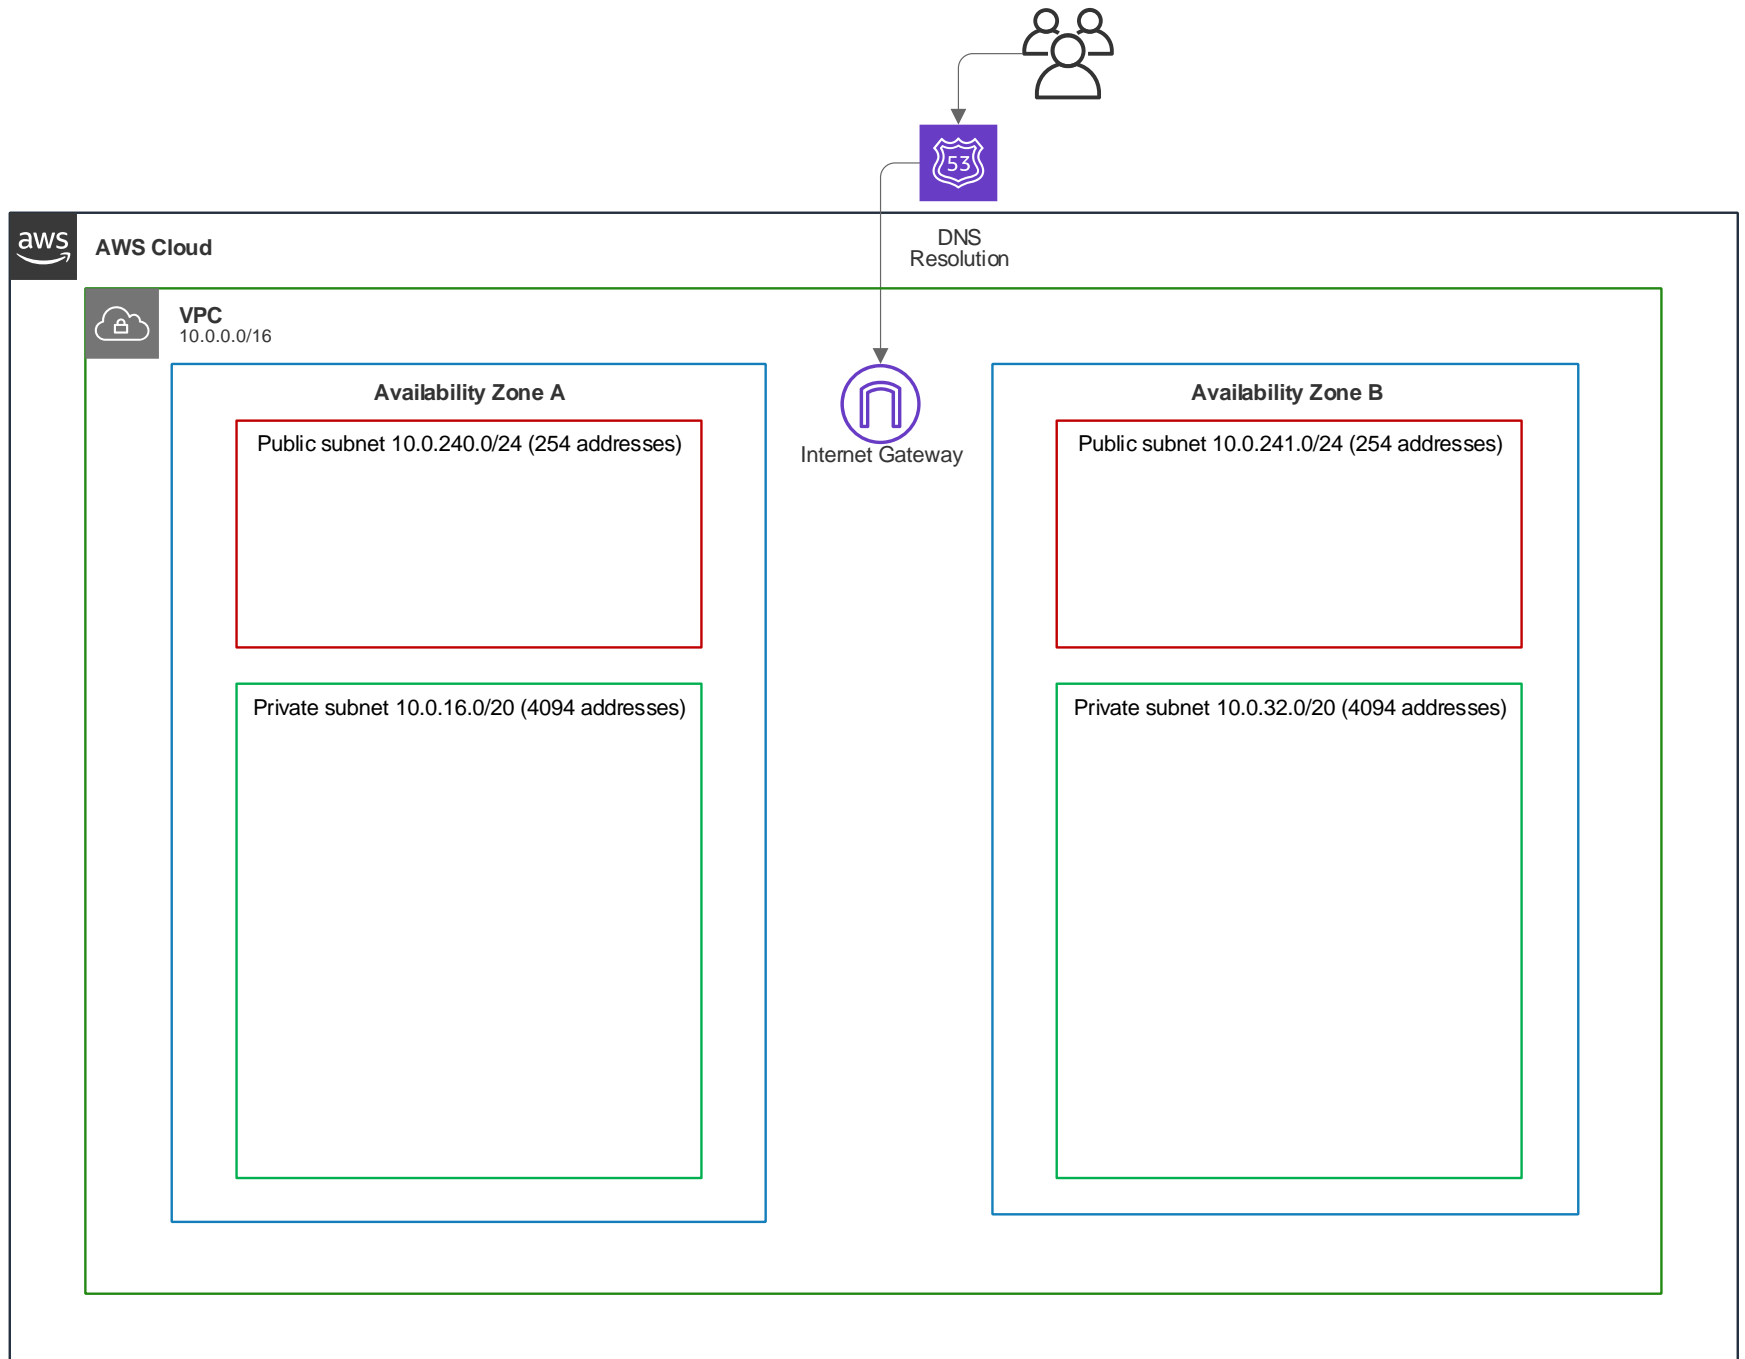 53
DNS
Resolution
aws
AWS Cloud
VPC
10.0.0.0/16
Availability Zone A
Public subnet 10.0.240.0/24 (254 addresses)
Private subnet 10.0.16.0/20 (4094 addresses)
Internet Gateway
Availability Zone B
Public subnet 10.0.241.0/24 (254 addresses)
Private subnet 10.0.32.0/20 (4094 addresses)